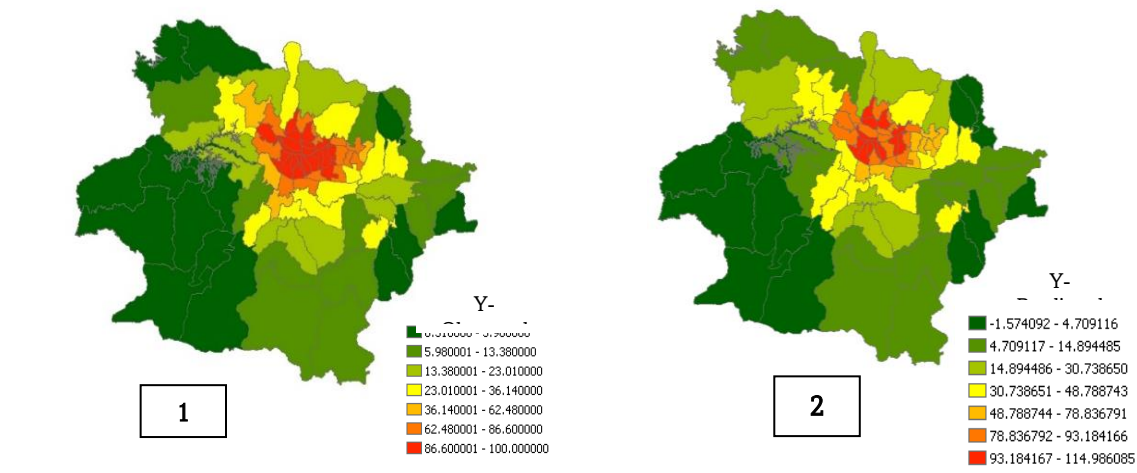 Y-
5.980001 - 13.380000
13.380001 - 23.010000
23.010001 - 36.140000
36.140001 - 62.480000
62.480001 - 86.600000
86.600001 - 100.000000
1
Y-
-1.574092 - 4.709116
4.709117 - 14.894485
14.894486 - 30.738650
30.738651 - 48.788743
48.788744 - 78.836791
78.836792 - 93.184166
93.184167 - 114.986085
2